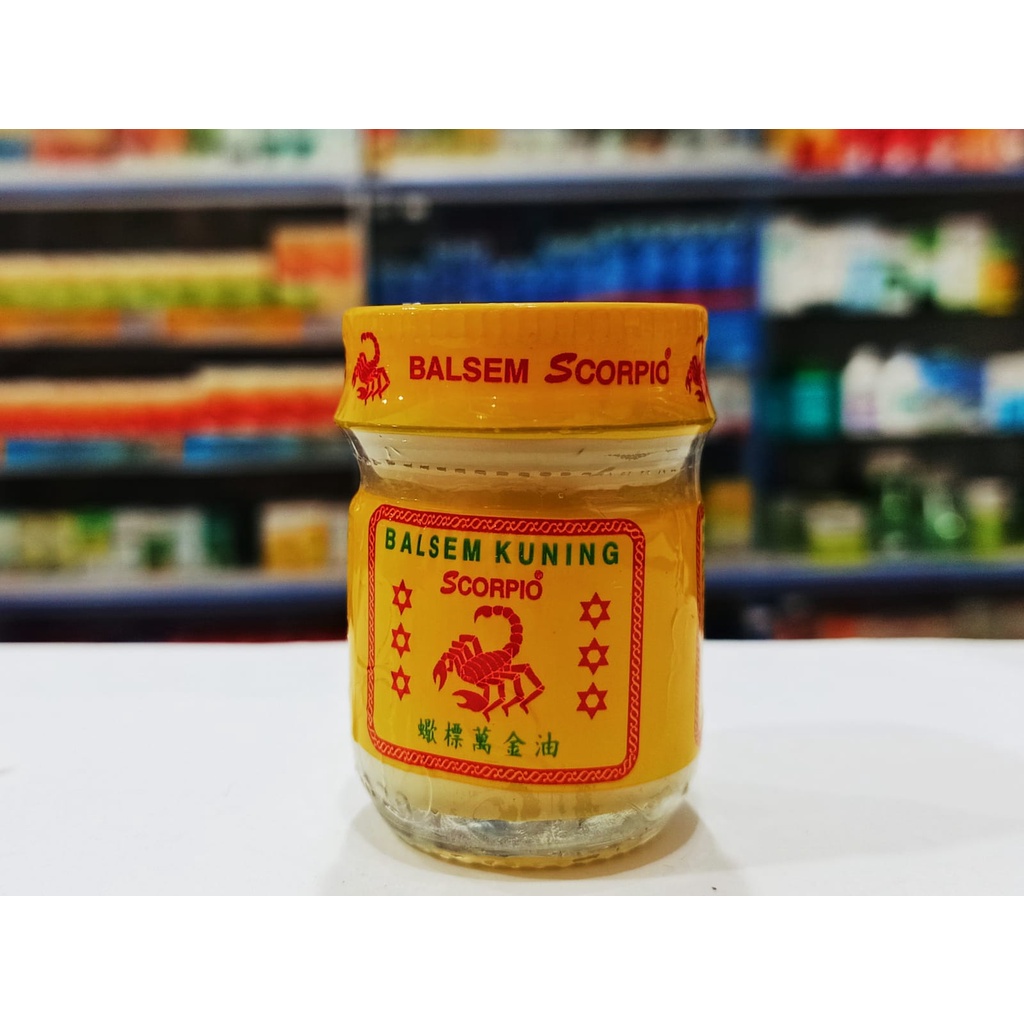 BALSEM SCORPIO®
BALSEM KUNING
SCORPIO®
蠍標萬金油